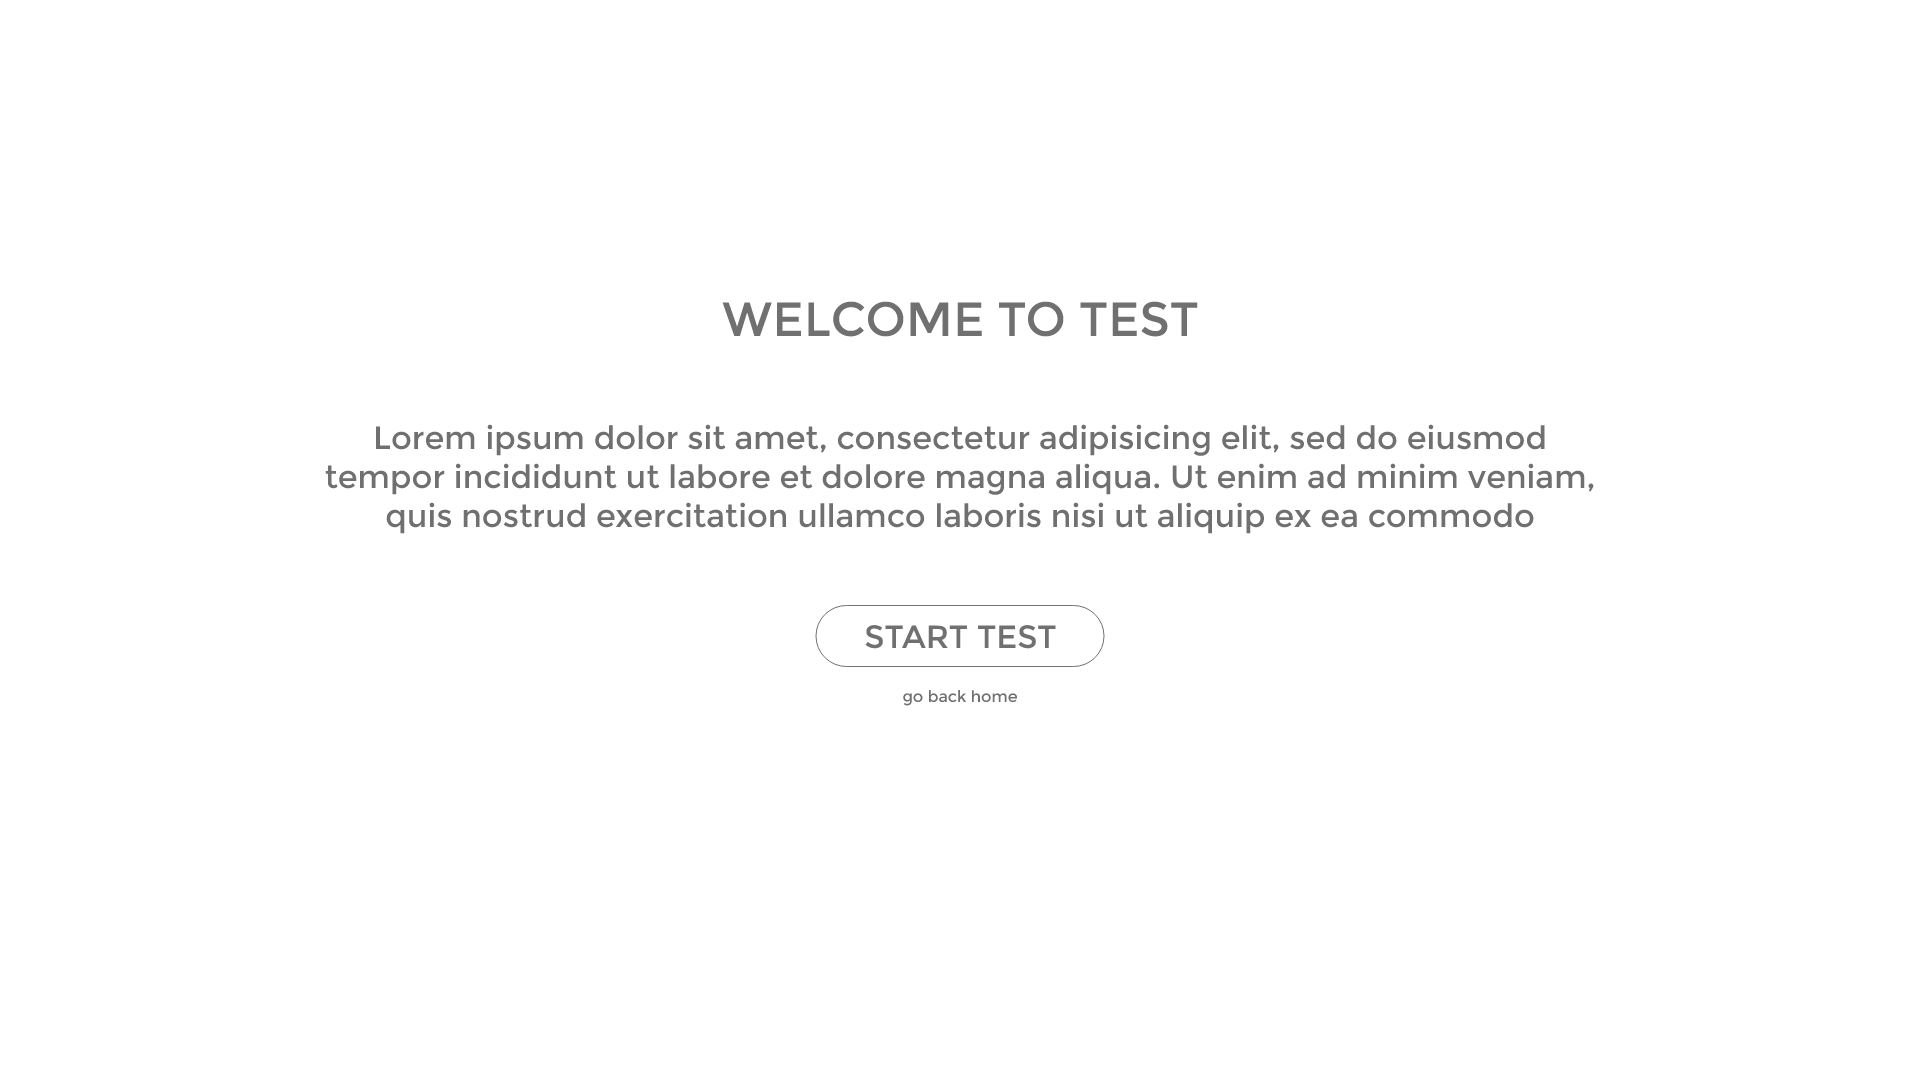 WELCOME TO TEST
Lorem ipsum dolor sit amet, consectetur adipisicing elit, sed do eiusmod
tempor incididunt ut labore et dolore magna aliqua. Ut enim ad minim veniam,
quis nostrud exercitation ullamco laboris nisi ut aliquip ex ea commodo
START TEST
go back home